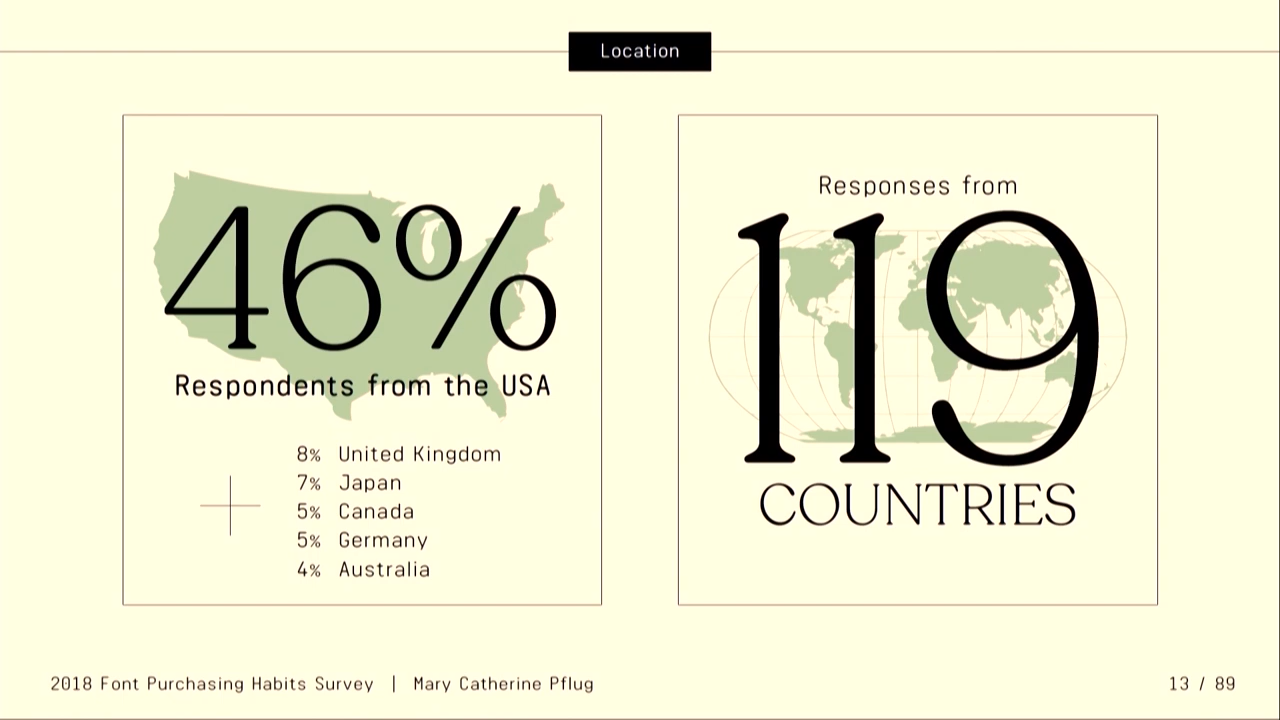 Location
46%
Respondents from the USA
8% United Kingdom
7% Japan
5% Canada
5% Germany
4% Australia
Responses from
119
COUNTRIES
2018 Font Purchasing Habits Survey | Mary Catherine Pflug
13 / 89